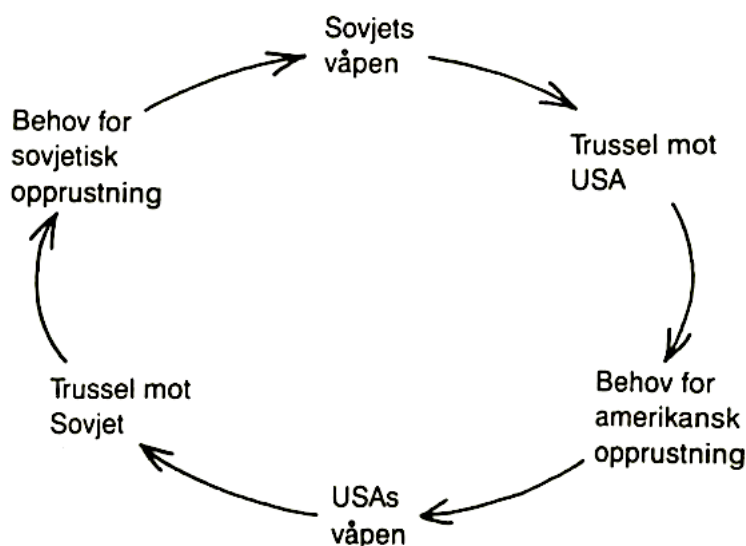 Sovjets
våpen
Trussel mot
USA
Behov for
amerikansk
opprustning
USAs
våpen
Trussel mot
Sovjet
Behov for
sovjetisk
opprustning